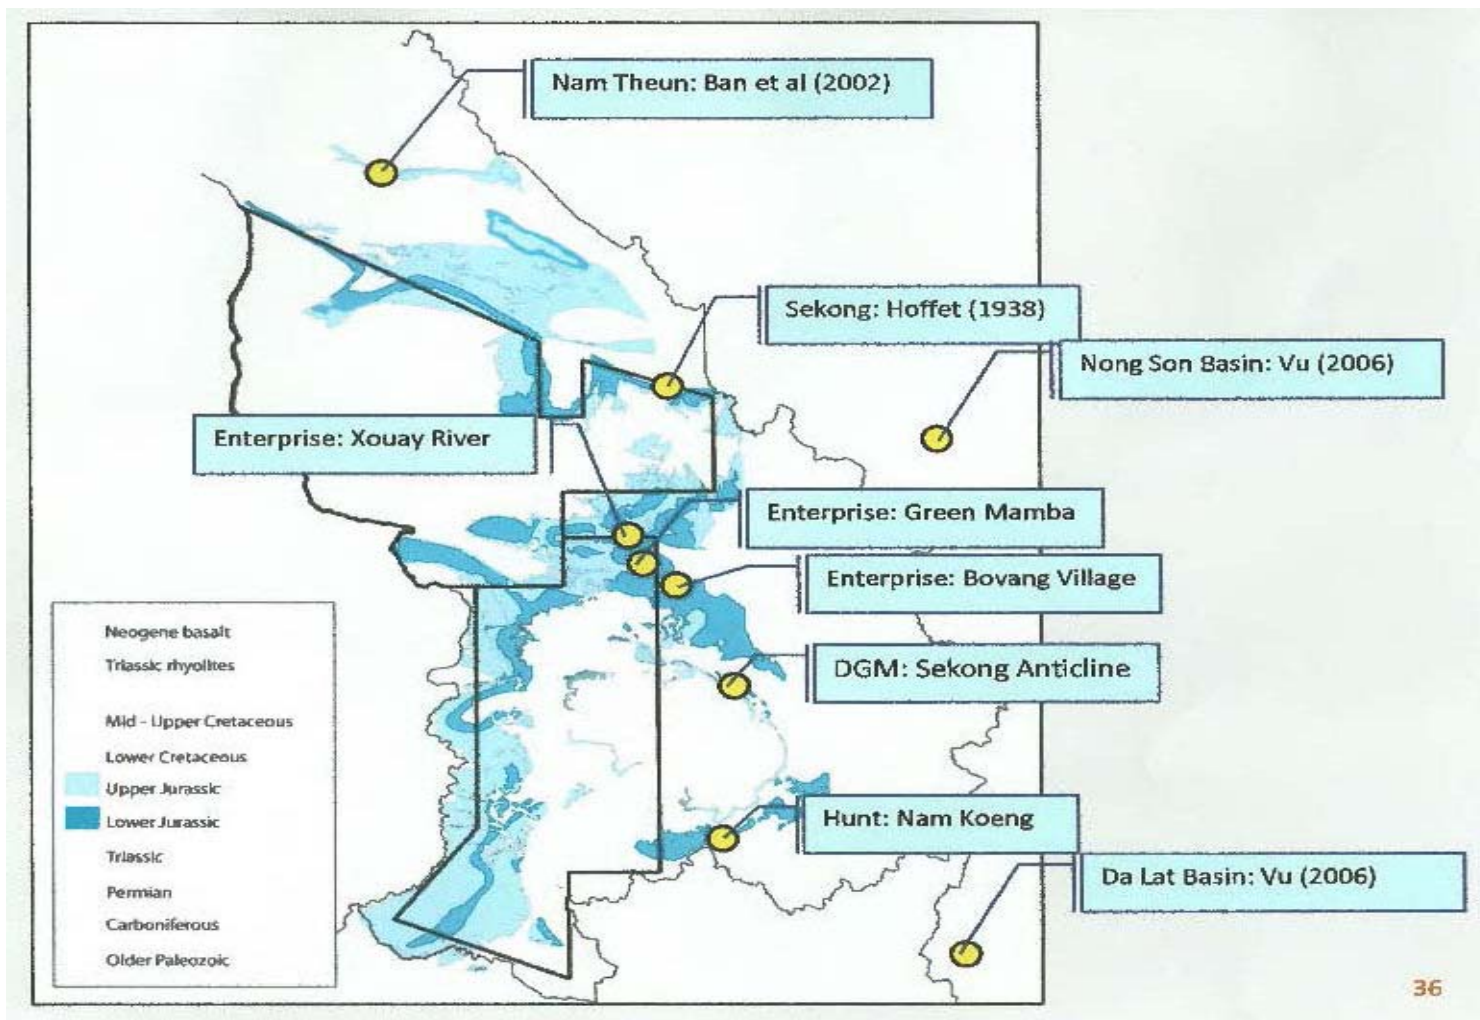 Nam Theun: Ban et al (2002)
Sekong: Hoffet (1938)
Nong Son Basin: Vu (2006)
Enterprise: Xouay River
Enterprise: Green Mamba
Enterprise: Bovang Village
DGM: Sekong Anticline
Hunt: Nam Koeng
Da Lat Basin: Vu (2006)
Neogene basalt
Triassic rhyolites
Mid - Upper Cretaceous
Lower Cretaceous
Upper Jurassic
Lower Jurassic
Triassic
Permian
Carboniferous
Older Paleozoic
36